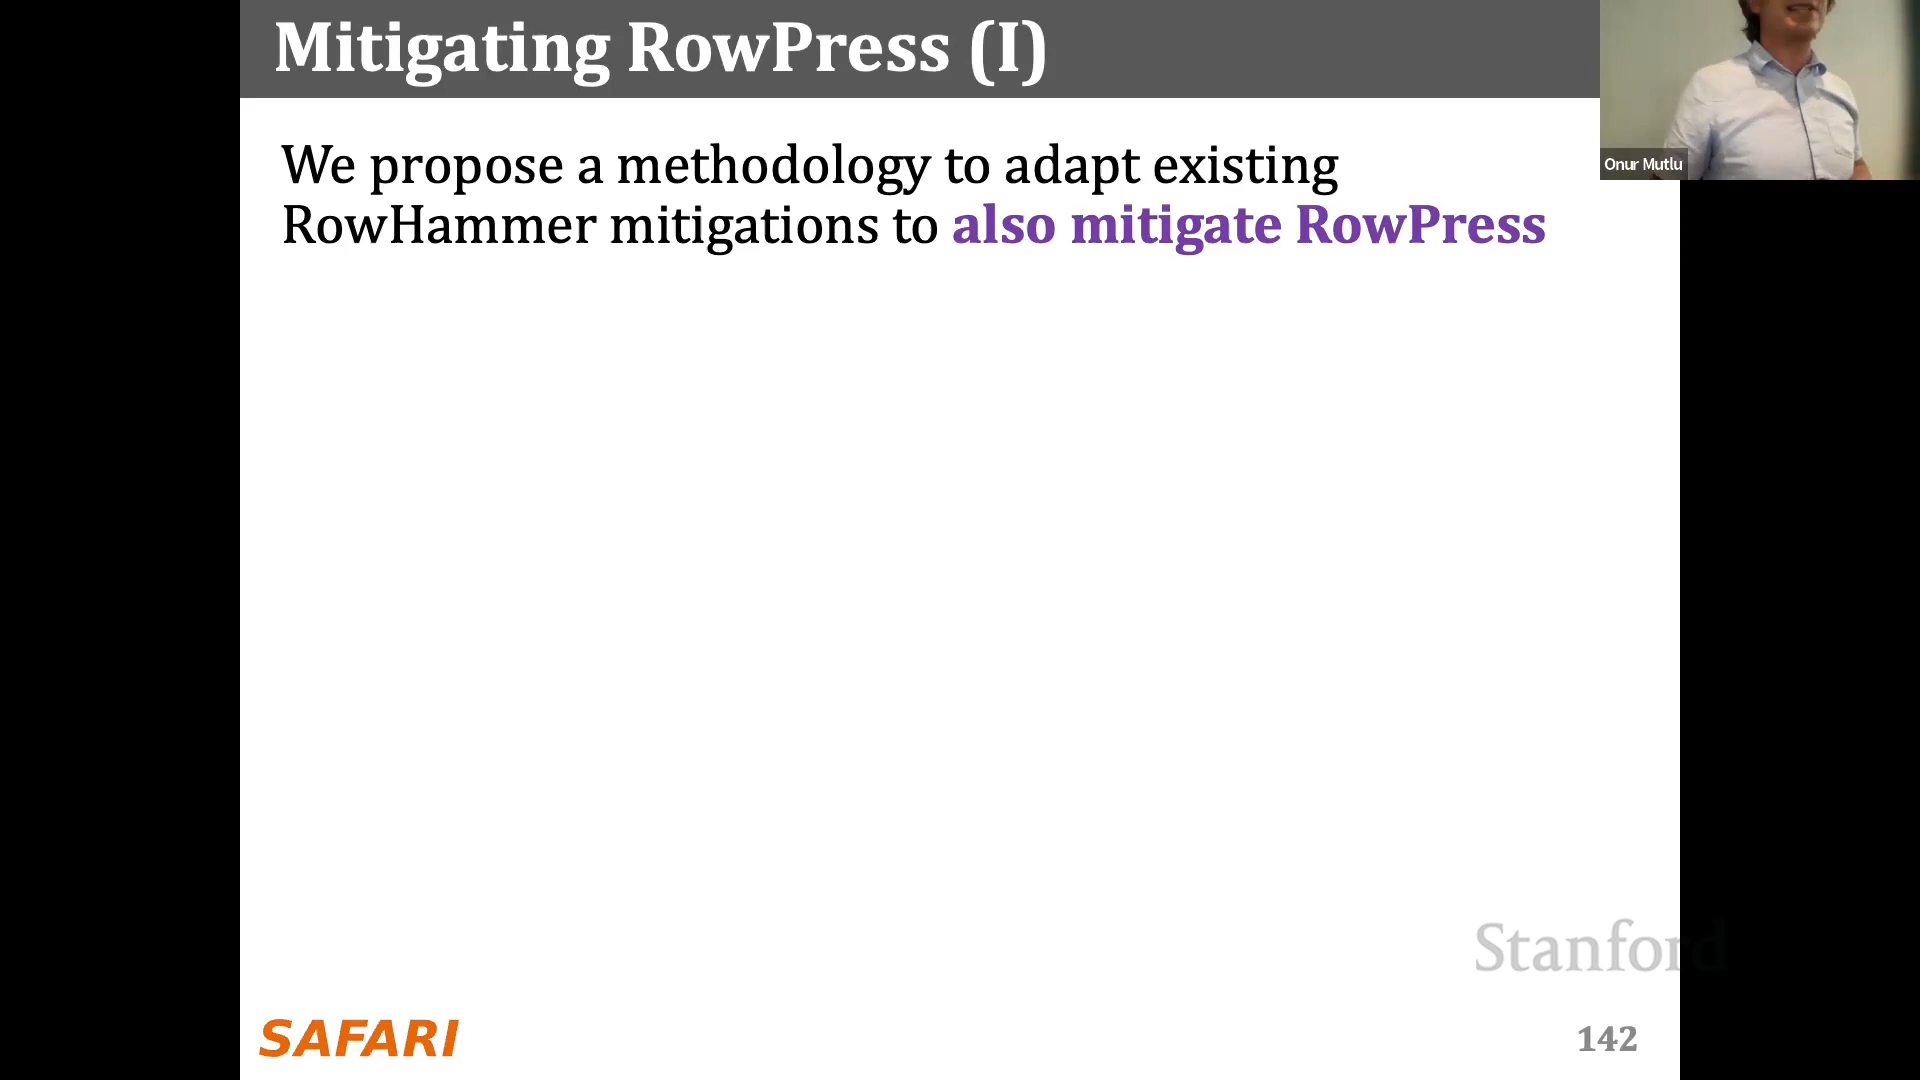 Mitigating RowPress (I)
Onur Mutlu
We propose a methodology to adapt existing
RowHammer mitigations to also mitigate RowPress
Stanford
SAFARI
142